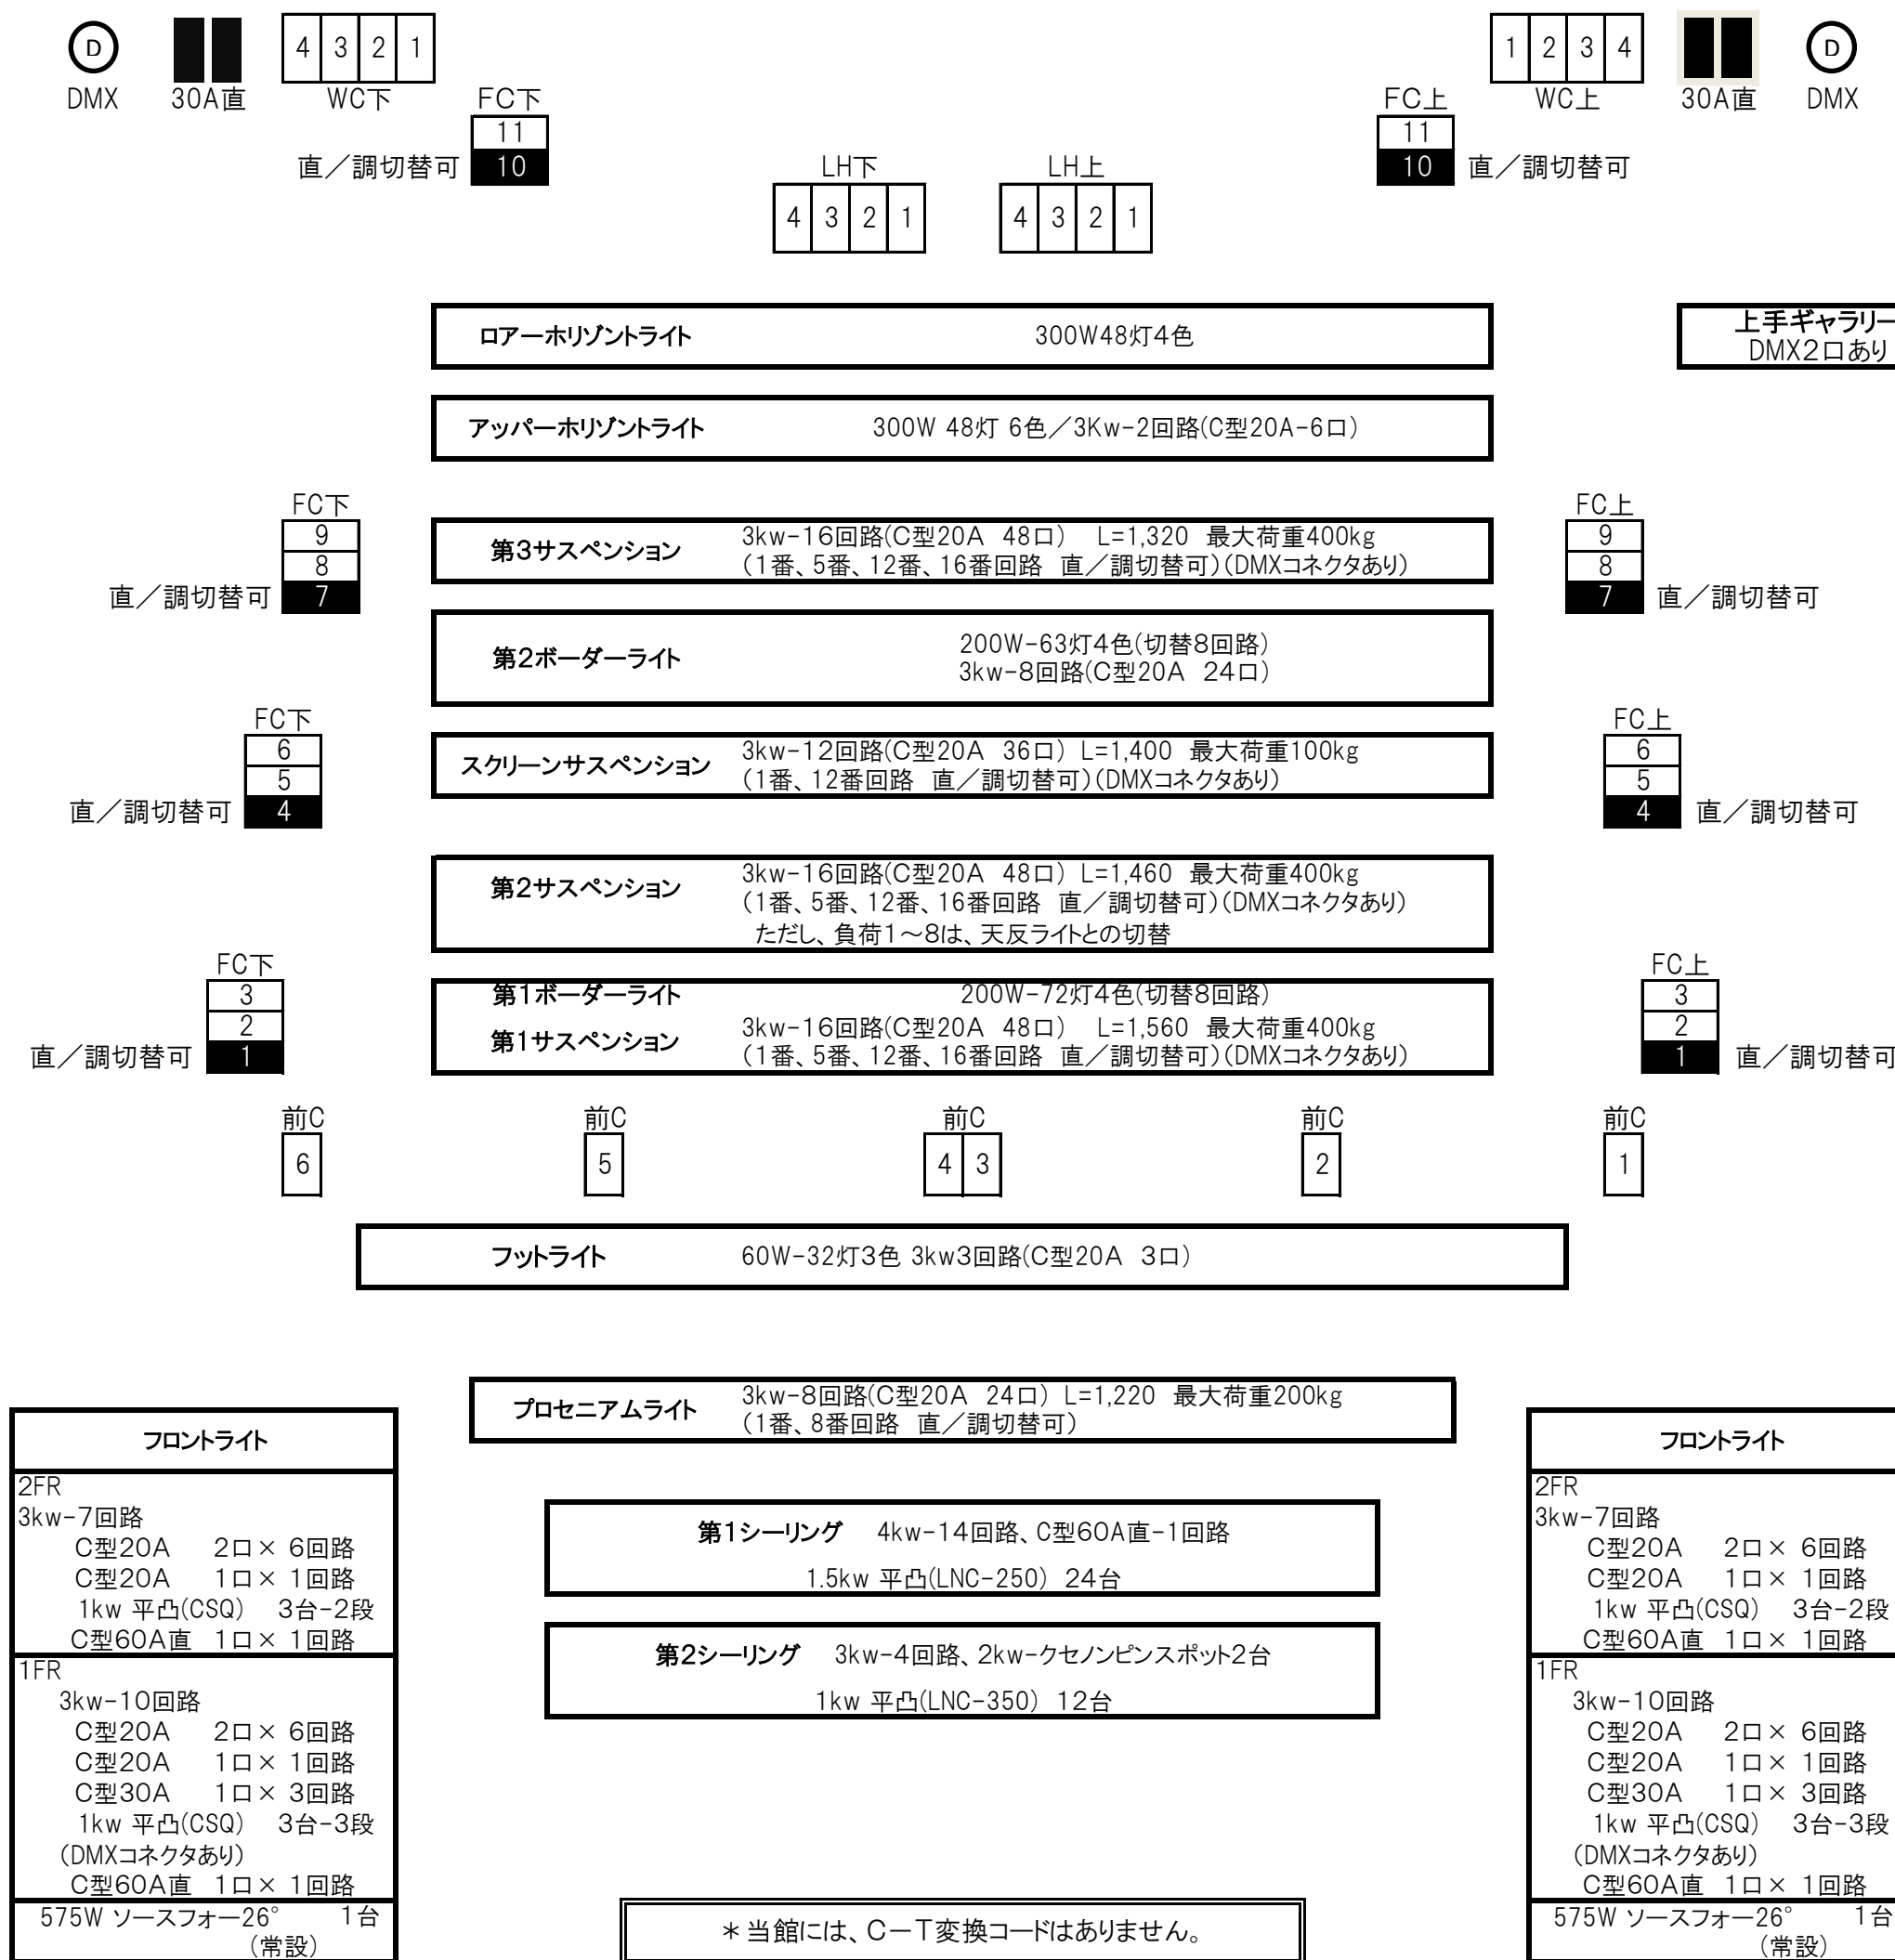 D 4 3 2 1 1 2 3 4 D
DMX 30A直 WC下 FC下 FC上 WC上 30A直 DMX
11 11
直／調切替可 10 LH下 LH上 10 直／調切替可
4 3 2 1 4 3 2 1
ロアーホリゾントライト 300W48灯4色
上手ギャラリー
DMX2口あり
アッパーホリゾントライト 300W 48灯 6色／3Kw-2回路(C型20A-6口)
FC下 FC上
9 9
8 8
直／調切替可 7 7 直／調切替可
第3サスペンション 3kw-16回路(C型20A 48口) L=1,320 最大荷重400kg
(1番、5番、12番、16番回路 直／調切替可)(DMXコネクタあり)
第2ボーダーライト 200W-63灯4色(切替8回路)
3kw-8回路(C型20A 24口)
FC下 FC上
6 6
5 5
直／調切替可 4 4 直／調切替可
スクリーンサスペンション 3kw-12回路(C型20A 36口) L=1,400 最大荷重100kg
(1番、12番回路 直／調切替可)(DMXコネクタあり)
第2サスペンション 3kw-16回路(C型20A 48口) L=1,460 最大荷重400kg
(1番、5番、12番、16番回路 直／調切替可)(DMXコネクタあり)
ただし、負荷1～8は、天反ライトとの切替
FC下 FC上
3 3
2 2
直／調切替可 1 1 直／調切替可
第1ボーダーライト 200W-72灯4色(切替8回路)
第1サスペンション 3kw-16回路(C型20A 48口) L=1,560 最大荷重400kg
(1番、5番、12番、16番回路 直／調切替可)(DMXコネクタあり)
前C 前C 前C 前C 前C
6 5 4 3 2 1
フットライト 60W-32灯3色 3kw3回路(C型20A 3口)
プロセニアムライト 3kw-8回路(C型20A 24口) L=1,220 最大荷重200kg
(1番、8番回路 直／調切替可)
フロントライト
2FR
3kw-7回路
C型20A 2口× 6回路
C型20A 1口× 1回路
1kw 平凸(CSQ) 3台-2段
C型60A直 1口× 1回路
1FR
3kw-10回路
C型20A 2口× 6回路
C型20A 1口× 1回路
C型30A 1口× 3回路
1kw 平凸(CSQ) 3台-3段
(DMXコネクタあり)
C型60A直 1口× 1回路
575W ソースフォー26° 1台
(常設)
第1シーリング 4kw-14回路、C型60A直-1回路
1.5kw 平凸(LNC-250) 24台
第2シーリング 3kw-4回路、2kw-クセノンピンスポット2台
1kw 平凸(LNC-350) 12台
＊当館には、C－T変換コードはありません。
フロントライト
2FR
3kw-7回路
C型20A 2口× 6回路
C型20A 1口× 1回路
1kw 平凸(CSQ) 3台-2段
C型60A直 1口× 1回路
1FR
3kw-10回路
C型20A 2口× 6回路
C型20A 1口× 1回路
C型30A 1口× 3回路
1kw 平凸(CSQ) 3台-3段
(DMXコネクタあり)
C型60A直 1口× 1回路
575W ソースフォー26° 1台
(常設)